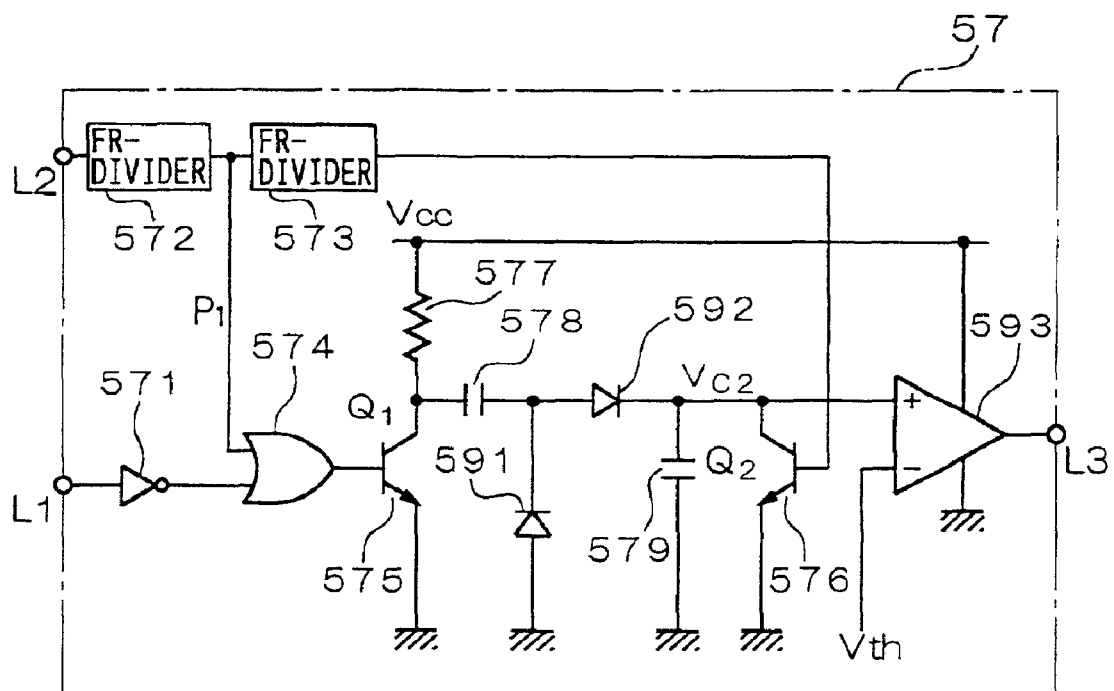 57
FR-
DIVIDER
FR-
DIVIDER
L2
572
573
Vcc
577
P1
578
592
593
574
571
Q1
VC2
+
591
Q2
−
L3
L1
579
575
576
Vth